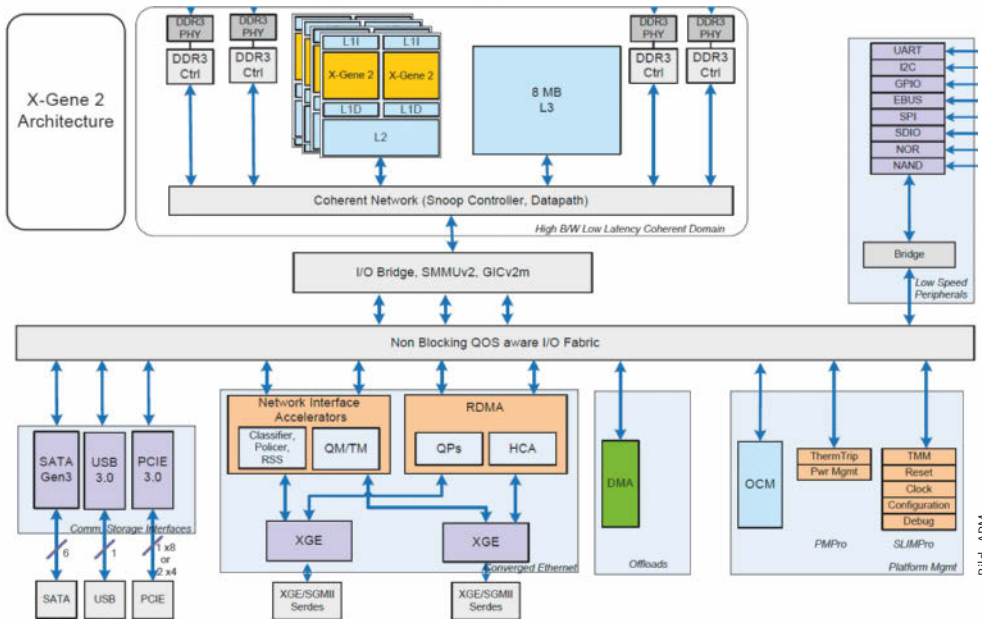 X-Gene 2
Architecture
DDR3
PHY
DDR3
Ctrl
DDR3
PHY
DDR3
Ctrl
L1I
L1I
X-Gene 2
X-Gene 2
L1D
L1D
L2
8 MB
L3
DDR3
PHY
DDR3
Ctrl
DDR3
PHY
DDR3
Ctrl
Coherent Network (Snoop Controller, Datapath)
High B/W Low Latency Coherent Domain
UART
I2C
GPIO
EBUS
SPI
SDIO
NOR
NAND
Bridge
Low Speed
Peripherals
I/O Bridge, SMMUv2, GICv2m
Non Blocking QOS aware I/O Fabric
SATA
Gen3
USB
3.0
PCIE
3.0
Comm, Storage Interfaces
6
1
1 x8
or
2 x4
SATA
USB
PCIE
Network Interface
Accelerators
Classifier,
Policer,
RSS
QM/TM
RDMA
QPs
HCA
XGE
XGE
Converged Ethernet
XGE/SGMII
Serdes
XGE/SGMII
Serdes
DMA
Offloads
OCM
ThermTrip
Pwr Mgmt
PMPro
TMM
Reset
Clock
Configuration
Debug
SLIMPro
Platform Mgmt
Bild: APM